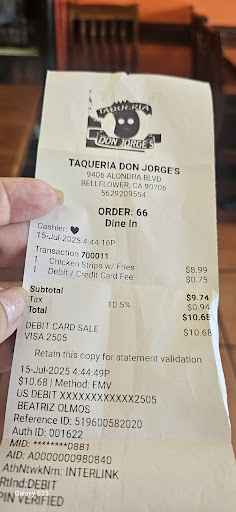 TAQUERIA
DON JORGE'S
TAQUERIA DON JORGE'S
9406 ALONDRA BLVD
BELLFLOWER, CA 90706
5629209554
ORDER: 66
Dine In
Cashier: ♥
15-Jul-2025 4:44:16P
Transaction 700011
1 Chicken Strips w/ Fries $8.99
1 Debit / Credit Card Fee $0.75
Subtotal $9.74
Tax 10.5% $0.94
Total $10.68
DEBIT CARD SALE $10.68
VISA 2505
Retain this copy for statement validation
15-Jul-2025 4:44:49P
$10.68 | Method: EMV
US DEBIT XXXXXXXXXXXX2505
BEATRIZ OLMOS
Reference ID: 519600582020
Auth ID: 001622
MID: ********0881
AID: A0000000980840
AthNtwkNm: INTERLINK
RtInd:DEBIT
PIN VERIFIED
Galaxy S23